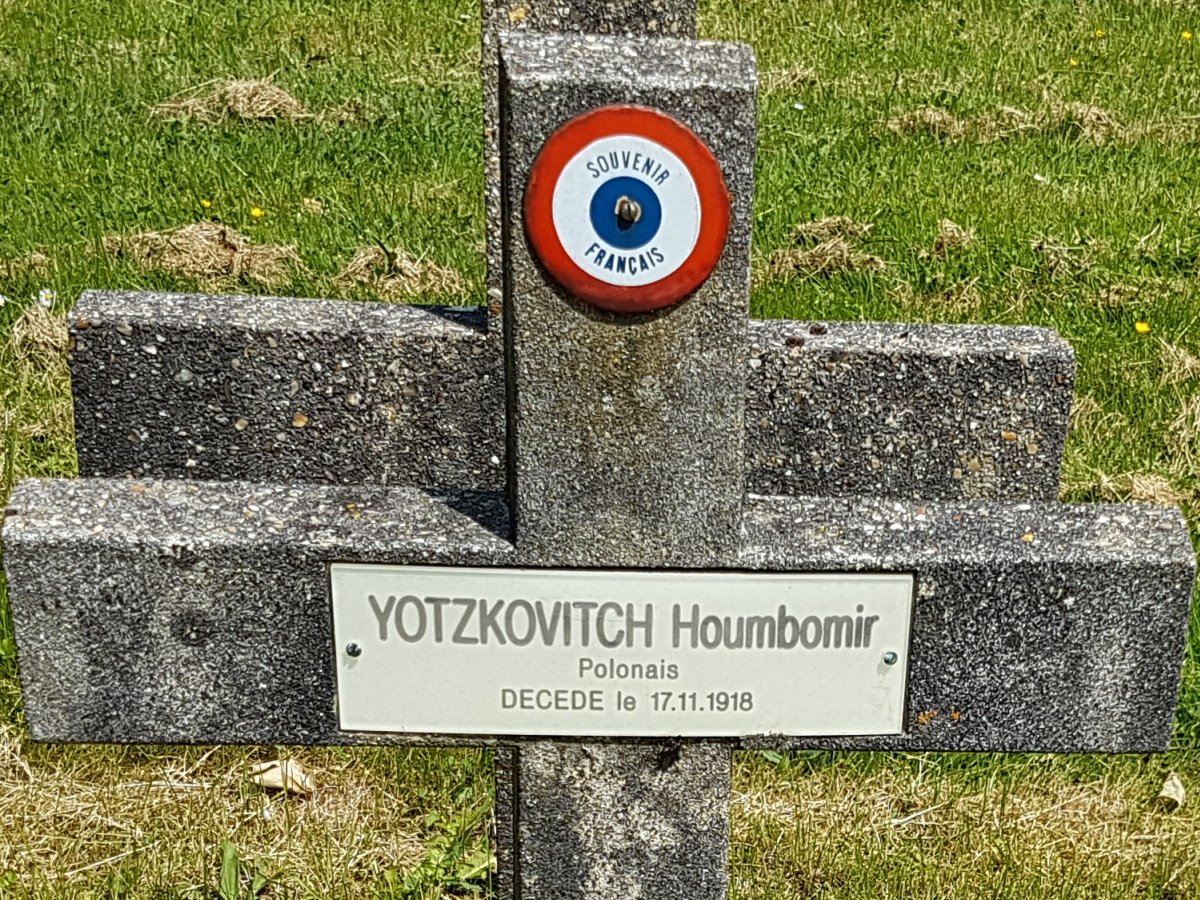 SOUVENIR
FRANÇAIS
YOTZKOVITCH Houmbomir
Polonais
DECEDE le 17.11.1918